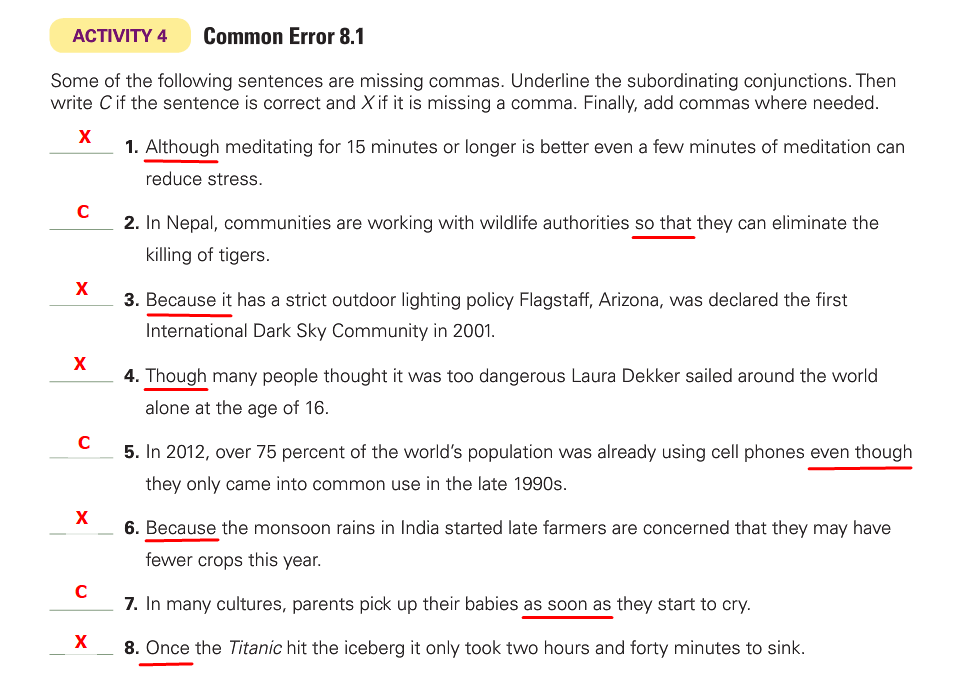 ACTIVITY 4 Common Error 8.1
Some of the following sentences are missing commas. Underline the subordinating conjunctions. Then
write C if the sentence is correct and X if it is missing a comma. Finally, add commas where needed.
X 1. Although meditating for 15 minutes or longer is better even a few minutes of meditation can
reduce stress.
C 2. In Nepal, communities are working with wildlife authorities so that they can eliminate the
killing of tigers.
X 3. Because it has a strict outdoor lighting policy Flagstaff, Arizona, was declared the first
International Dark Sky Community in 2001.
X 4. Though many people thought it was too dangerous Laura Dekker sailed around the world
alone at the age of 16.
C 5. In 2012, over 75 percent of the world's population was already using cell phones even though
they only came into common use in the late 1990s.
X 6. Because the monsoon rains in India started late farmers are concerned that they may have
fewer crops this year.
C 7. In many cultures, parents pick up their babies as soon as they start to cry.
X 8. Once the Titanic hit the iceberg it only took two hours and forty minutes to sink.